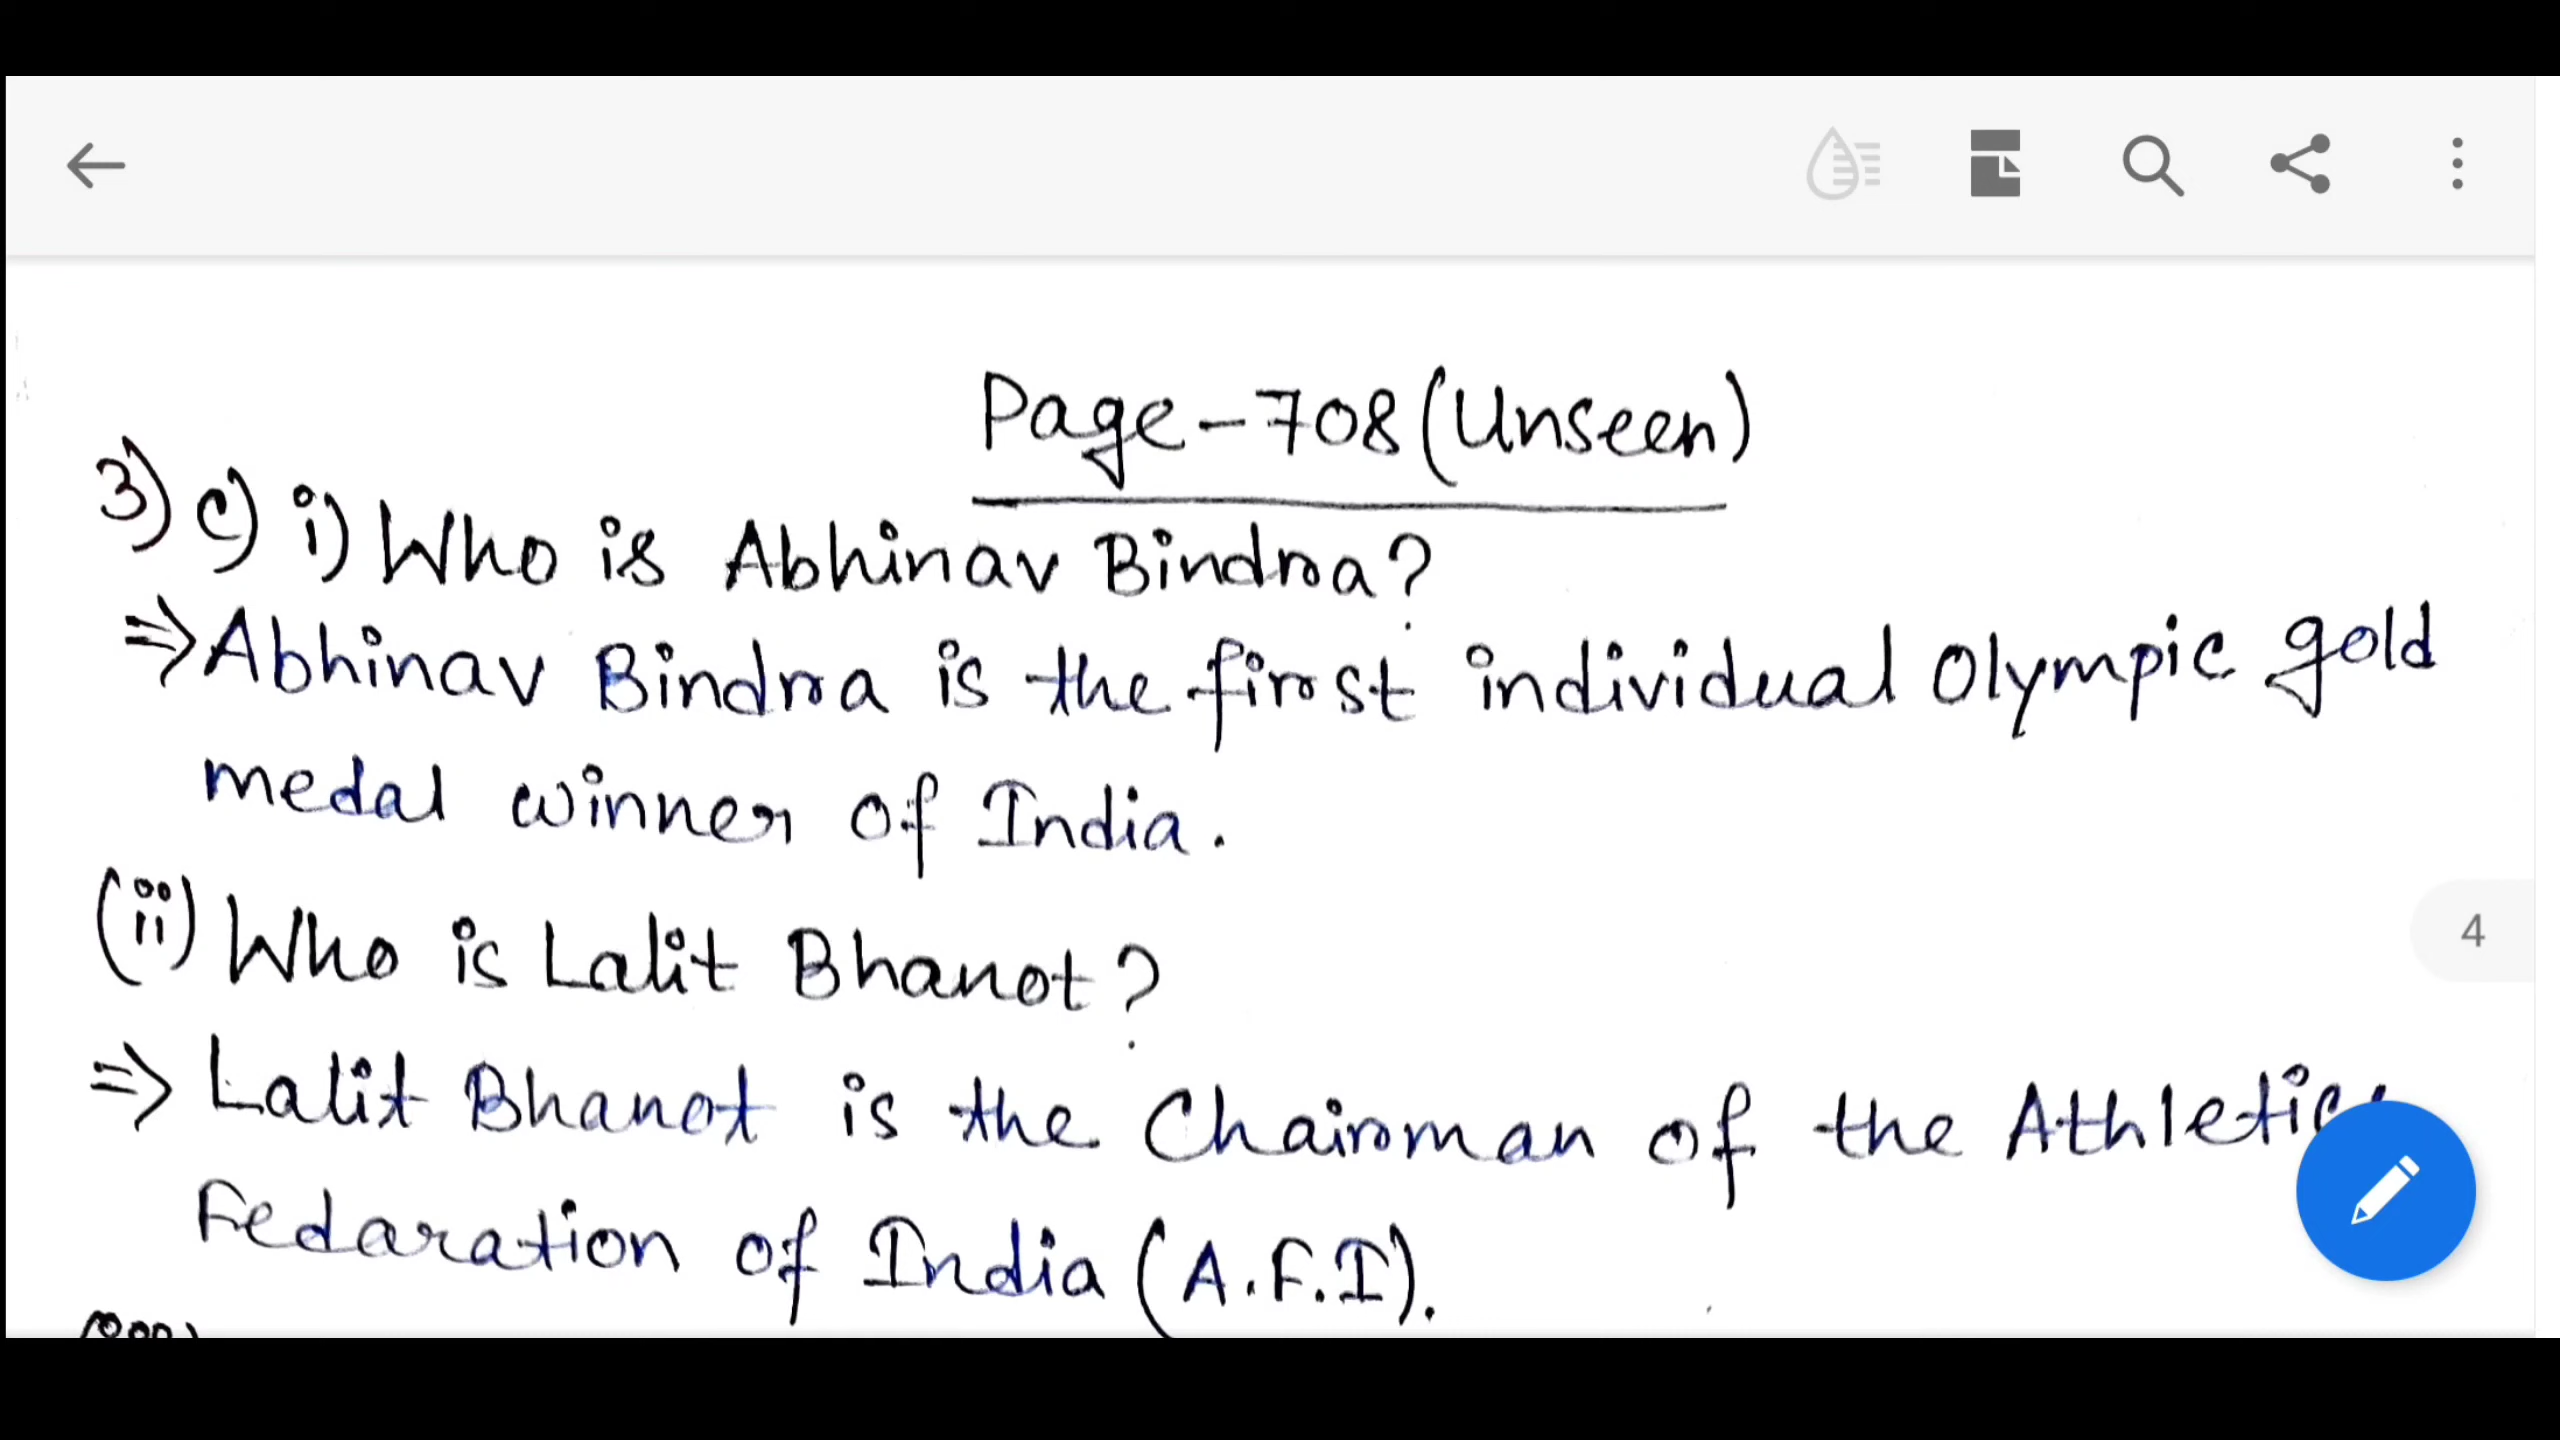 Page-708(Unseen)
3) c) i) Who is Abhinav Bindra?
⇒ Abhinav Bindra is the first individual Olympic gold
medal winner of India.
(ii) Who is Lalit Bhanot?
⇒ Lalit Bhanot is the Chairman of the
4
Fedaration of India (A.F.I).